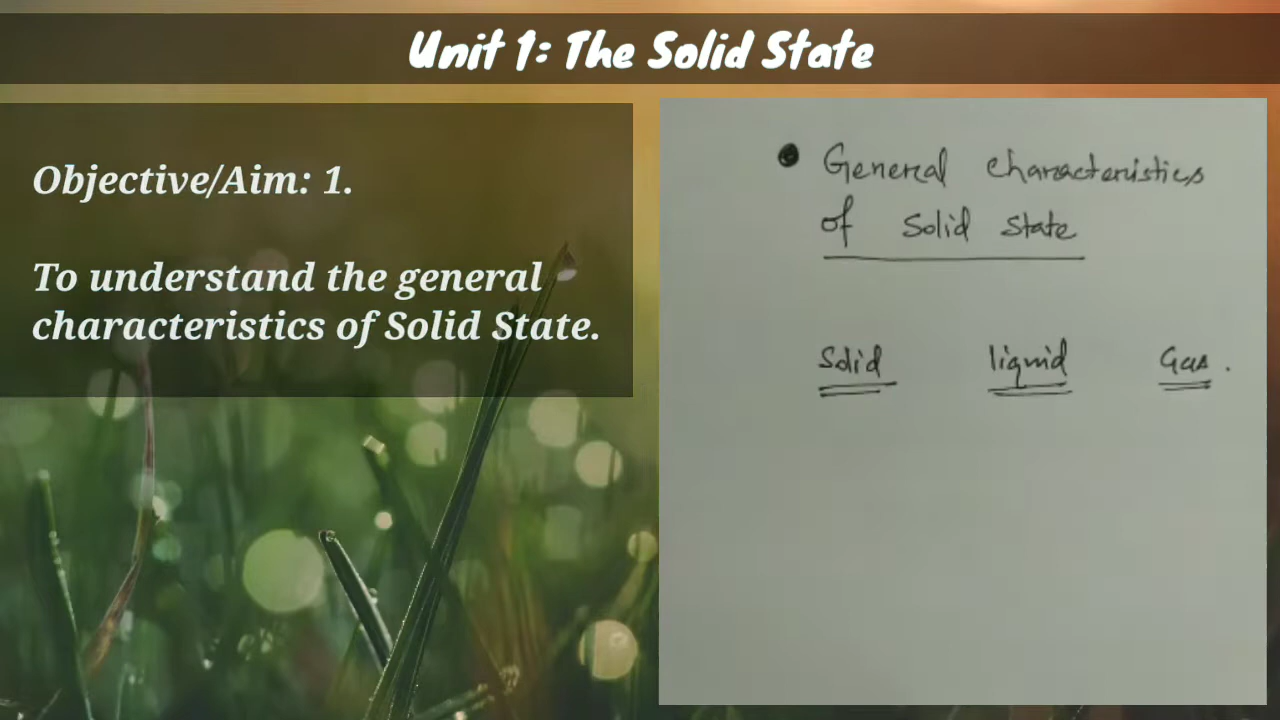 Unit 1: The Solid State
Objective/Aim: 1.
To understand the general
characteristics of Solid State.
General characteristics
of Solid State
Solid liquid Gas.